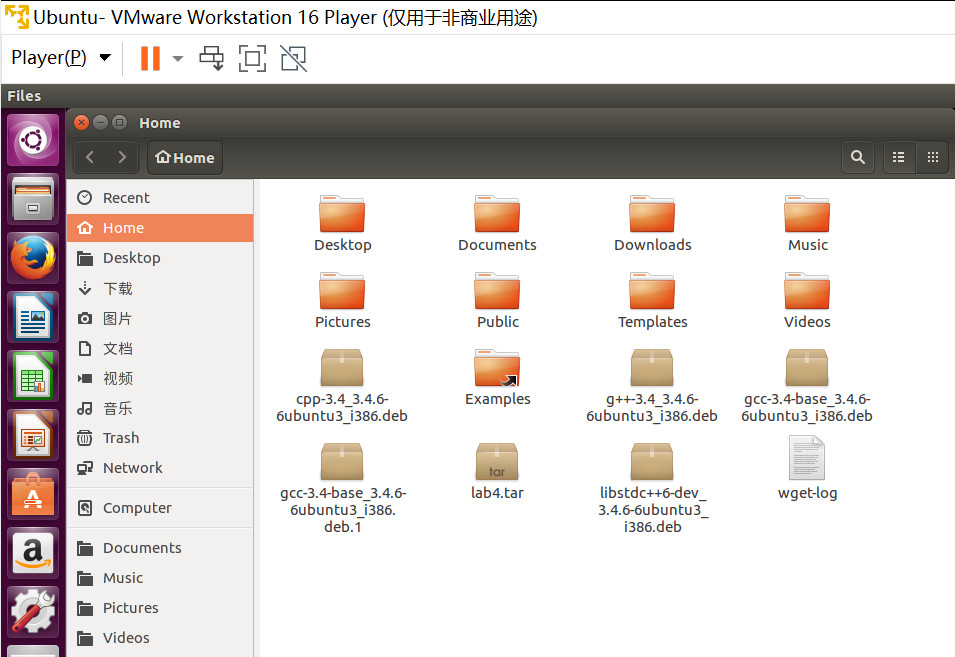 Ubuntu- VMware Workstation 16 Player (仅用于非商业用途)
Player(P)
Files
Home
Home
Recent
Home
Desktop
下载
图片
文档
视频
音乐
Trash
Network
Computer
Documents
Music
Pictures
Videos
Desktop
Documents
Downloads
Music
Pictures
Public
Templates
Videos
cpp-3.4_3.4.6-
6ubuntu3_i386.deb
Examples
g++-3.4_3.4.6-
6ubuntu3_i386.deb
gcc-3.4-base_3.4.6-
6ubuntu3_i386.deb
gcc-3.4-base_3.4.6-
6ubuntu3_i386.
deb.1
tar
lab4.tar
libstdc++6-dev_
3.4.6-6ubuntu3_
i386.deb
wget-log